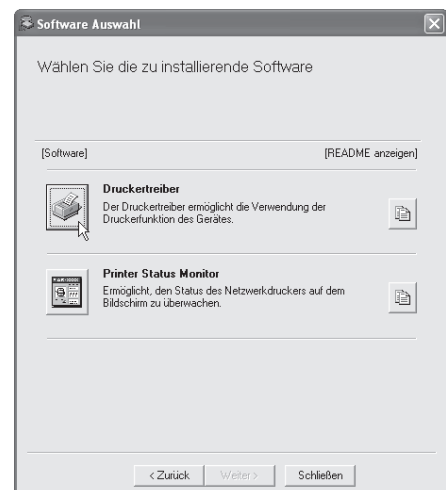 Software Auswahl
Wählen Sie die zu installierende Software
[Software] [README anzeigen]
Druckertreiber
Der Druckertreiber ermöglicht die Verwendung der
Druckerfunktion des Gerätes.
Printer Status Monitor
Ermöglicht, den Status des Netzwerkdruckers auf dem
Bildschirm zu überwachen.
< Zurück Weiter > Schließen